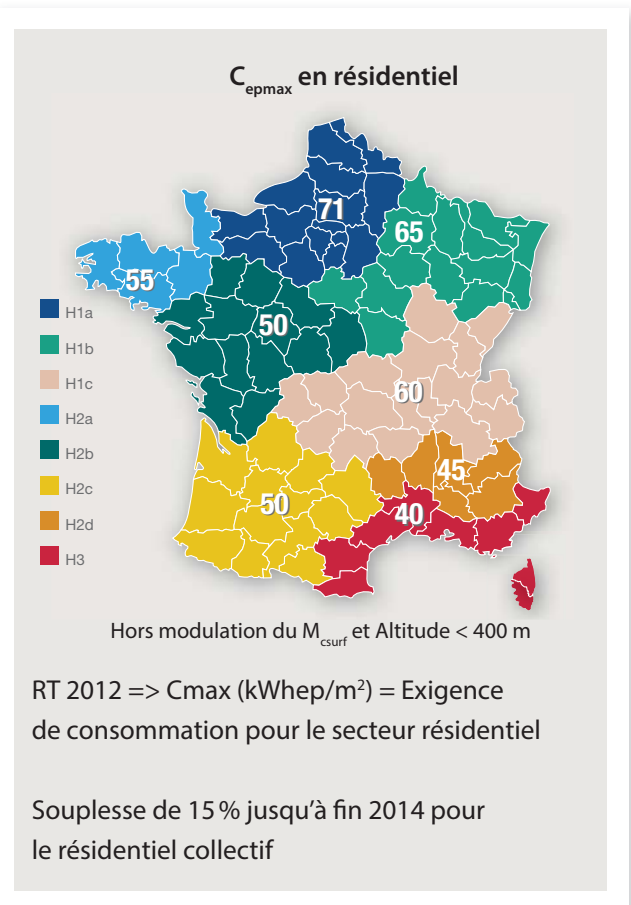 Cepmax en résidentiel
71
65
55
50
60
45
50
40
H1a
H1b
H1c
H2a
H2b
H2c
H2d
H3
Hors modulation du Mcsurf et Altitude < 400 m
RT 2012 => Cmax (kWhep/m²) = Exigence
de consommation pour le secteur résidentiel
Souplesse de 15 % jusqu'à fin 2014 pour
le résidentiel collectif